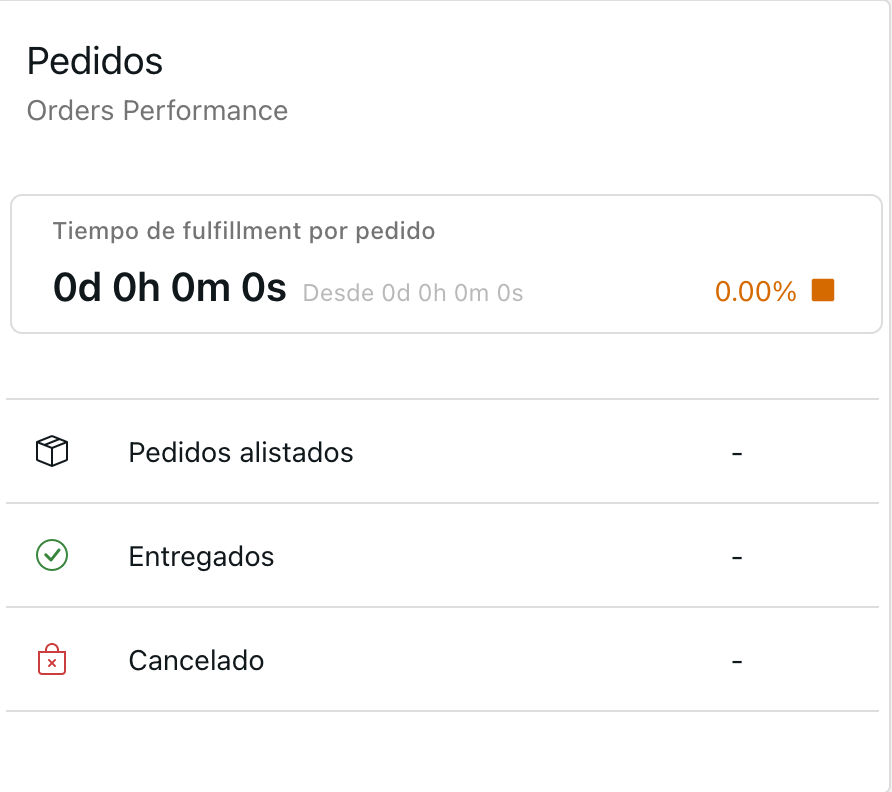 Pedidos
Orders Performance
Tiempo de fulfillment por pedido
0d 0h 0m 0s Desde 0d 0h 0m 0s 0.00%
Pedidos alistados -
Entregados -
Cancelado -